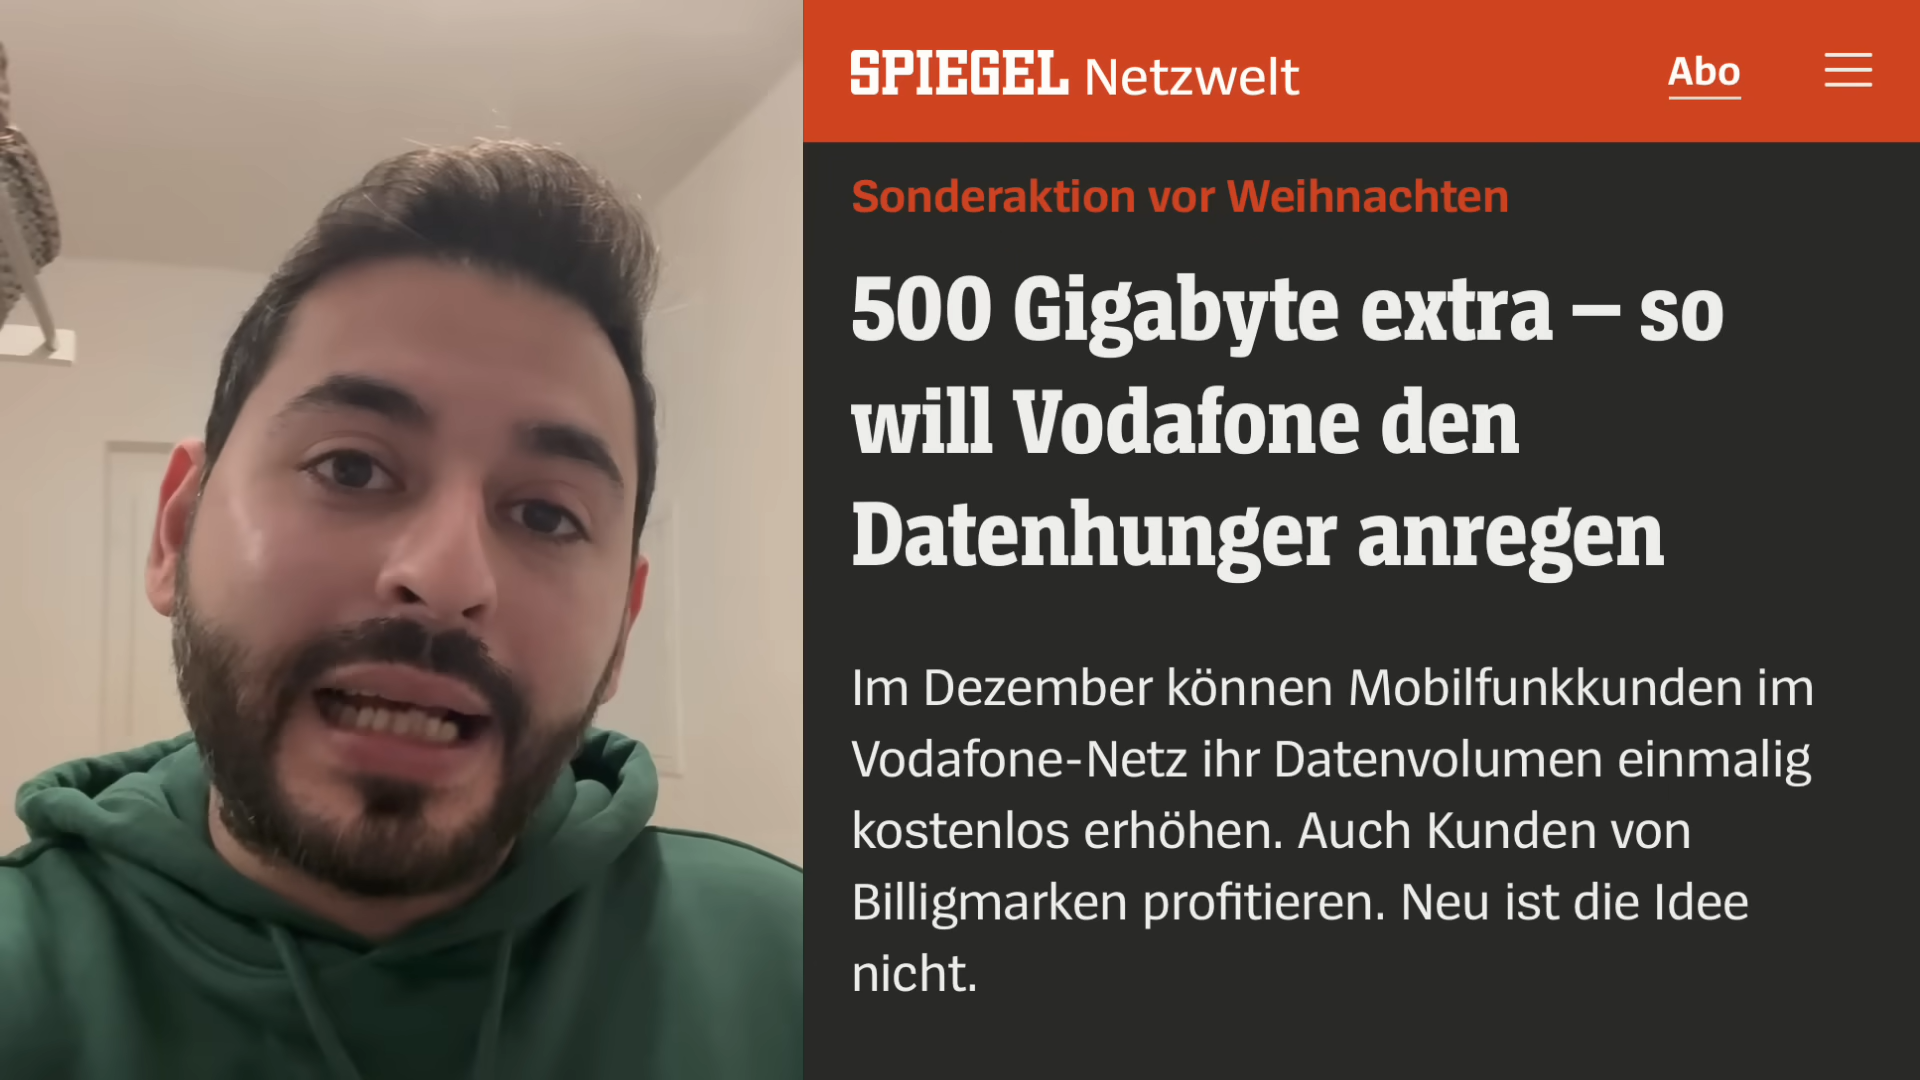 SPIEGEL Netzwelt
Abo
Sonderaktion vor Weihnachten
500 Gigabyte extra – so
will Vodafone den
Datenhunger anregen
Im Dezember können Mobilfunkkunden im
Vodafone-Netz ihr Datenvolumen einmalig
kostenlos erhöhen. Auch Kunden von
Billigmarken profitieren. Neu ist die Idee
nicht.